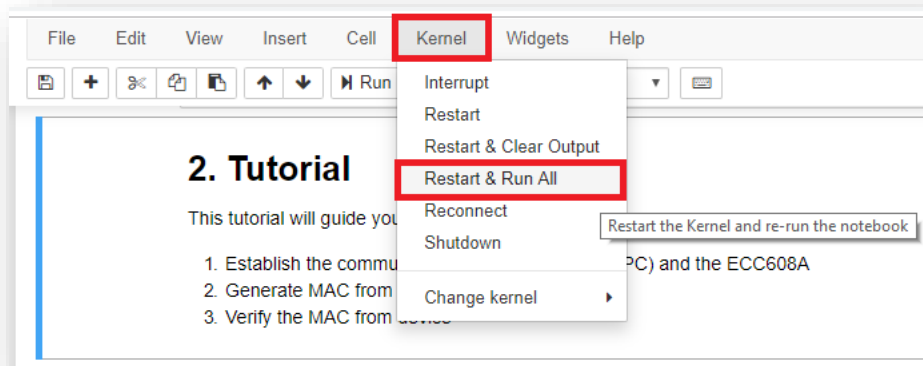 File Edit View Insert Cell Kernel Widgets Help
Run
Interrupt
Restart
Restart & Clear Output
Restart & Run All
Reconnect
Shutdown
Change kernel
Restart the Kernel and re-run the notebook
2. Tutorial
This tutorial will guide you
1. Establish the commu PC) and the ECC608A
2. Generate MAC from
3. Verify the MAC from device